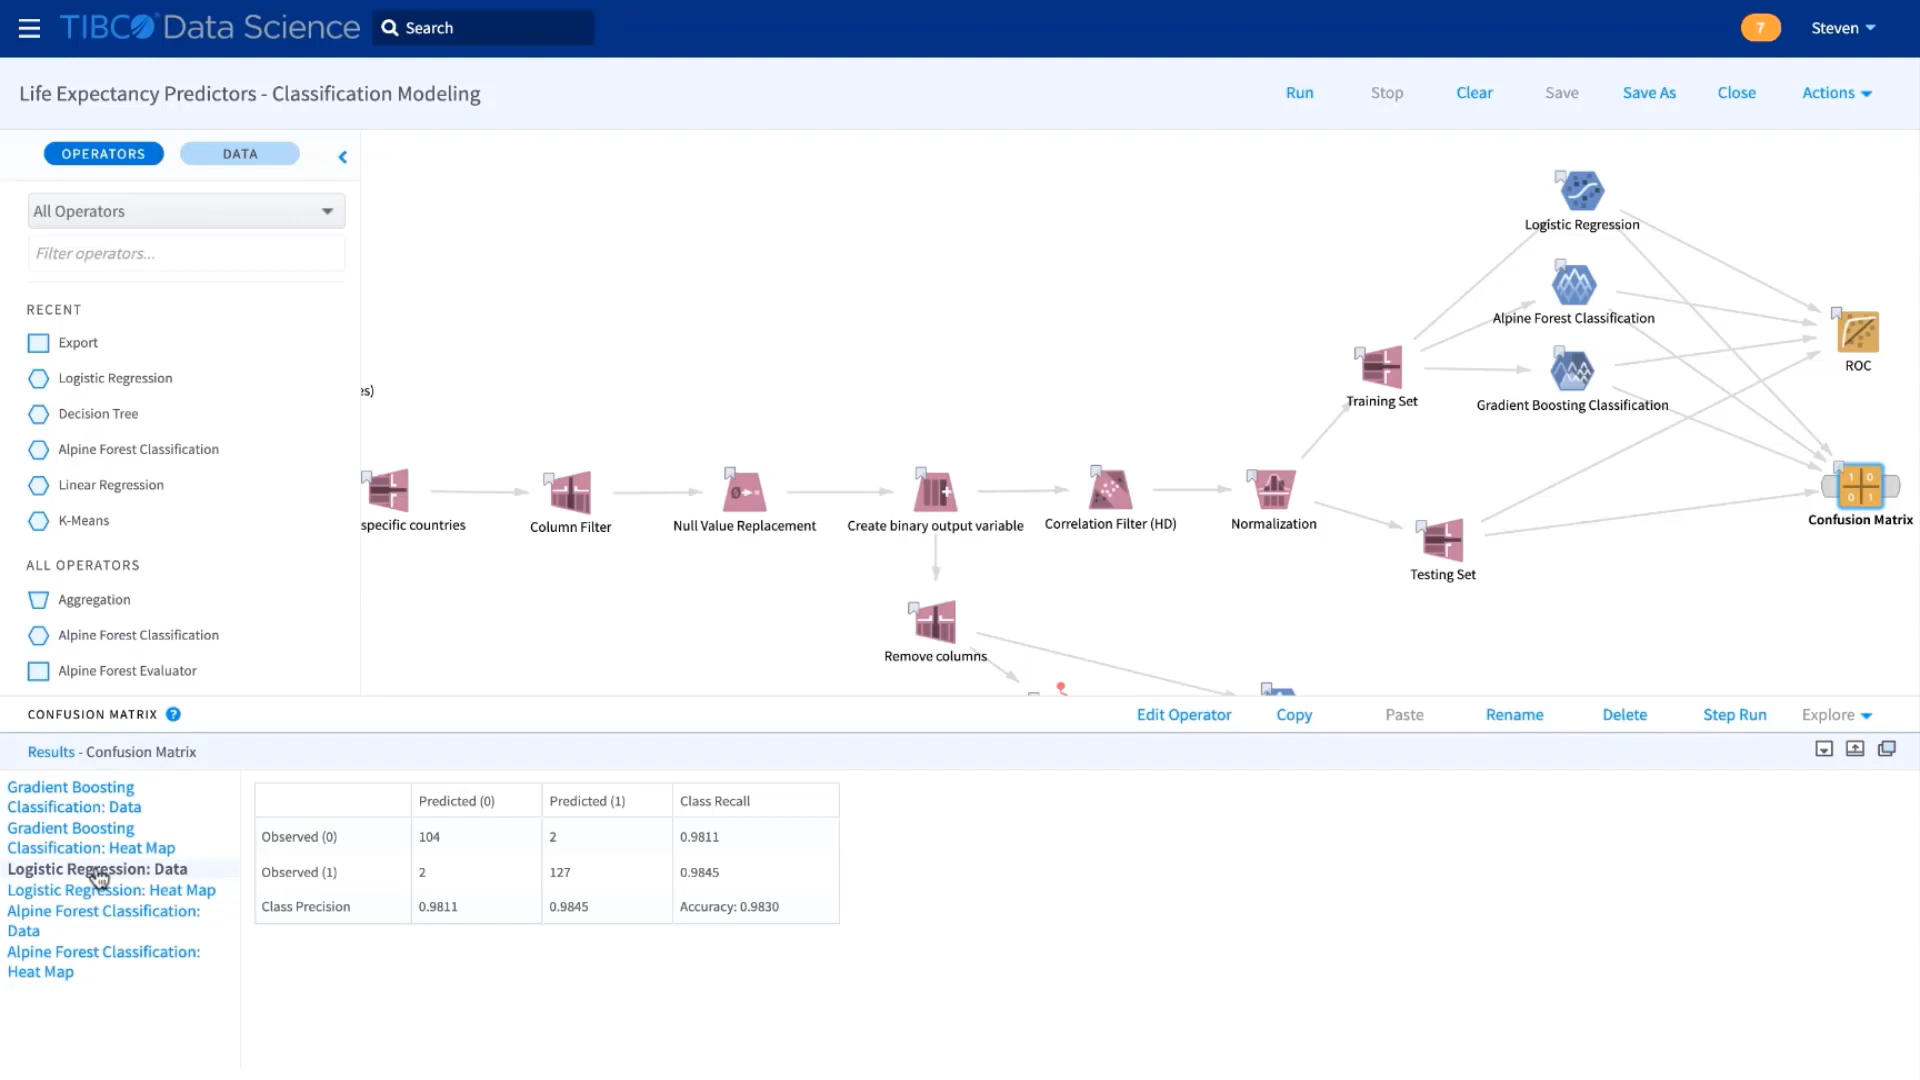 TIBCO Data Science
Search
7
Steven
Life Expectancy Predictors - Classification Modeling
Run
Stop
Clear
Save
Save As
Close
Actions
OPERATORS
DATA
All Operators
Filter operators...
RECENT
Export
Logistic Regression
Decision Tree
Alpine Forest Classification
Linear Regression
K-Means
ALL OPERATORS
Aggregation
Alpine Forest Classification
Alpine Forest Evaluator
es)
specific countries
Column Filter
Null Value Replacement
Create binary output variable
Correlation Filter (HD)
Normalization
Remove columns
Training Set
Testing Set
Logistic Regression
Alpine Forest Classification
Gradient Boosting Classification
ROC
1 0
0 1
Confusion Matrix
CONFUSION MATRIX ?
Edit Operator
Copy
Paste
Rename
Delete
Step Run
Explore
Results - Confusion Matrix
Gradient Boosting
Classification: Data
Gradient Boosting
Classification: Heat Map
Logistic Regression: Data
Logistic Regression: Heat Map
Alpine Forest Classification:
Data
Alpine Forest Classification:
Heat Map
Predicted (0) Predicted (1) Class Recall
Observed (0) 104 2 0.9811
Observed (1) 2 127 0.9845
Class Precision 0.9811 0.9845 Accuracy: 0.9830